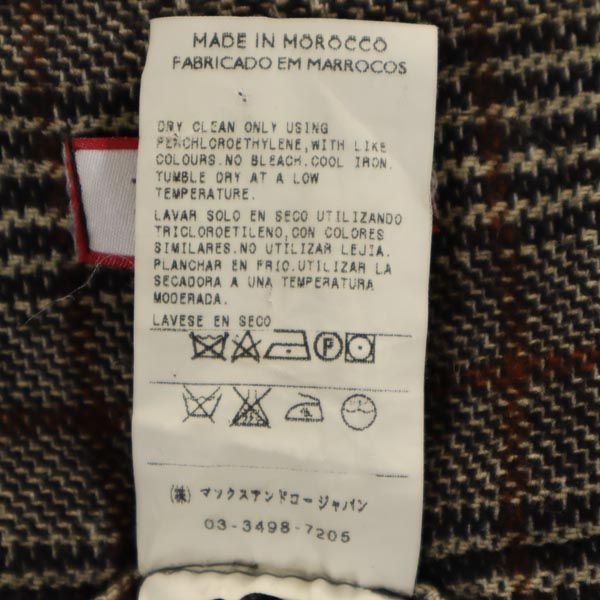 MADE IN MOROCCO
FABRICADO EM MARROCOS
DRY CLEAN ONLY USING
PERCHLOROETHYLENE,WITH LIKE
COLOURS.NO BLEACH.COOL IRON.
TUMBLE DRY AT A LOW
TEMPERATURE.
LAVAR SOLO EN SECO UTILIZANDO
TRICLOROETILENO,CON COLORES
SIMILARES.NO UTILIZAR LEJIA.
PLANCHAR EN FRIO.UTILIZAR LA
SECADORA A UNA TEMPERATURA
MODERADA.
LAVESE EN SECO
P
(株) マックスアンドコージャパン
03-3498-7205